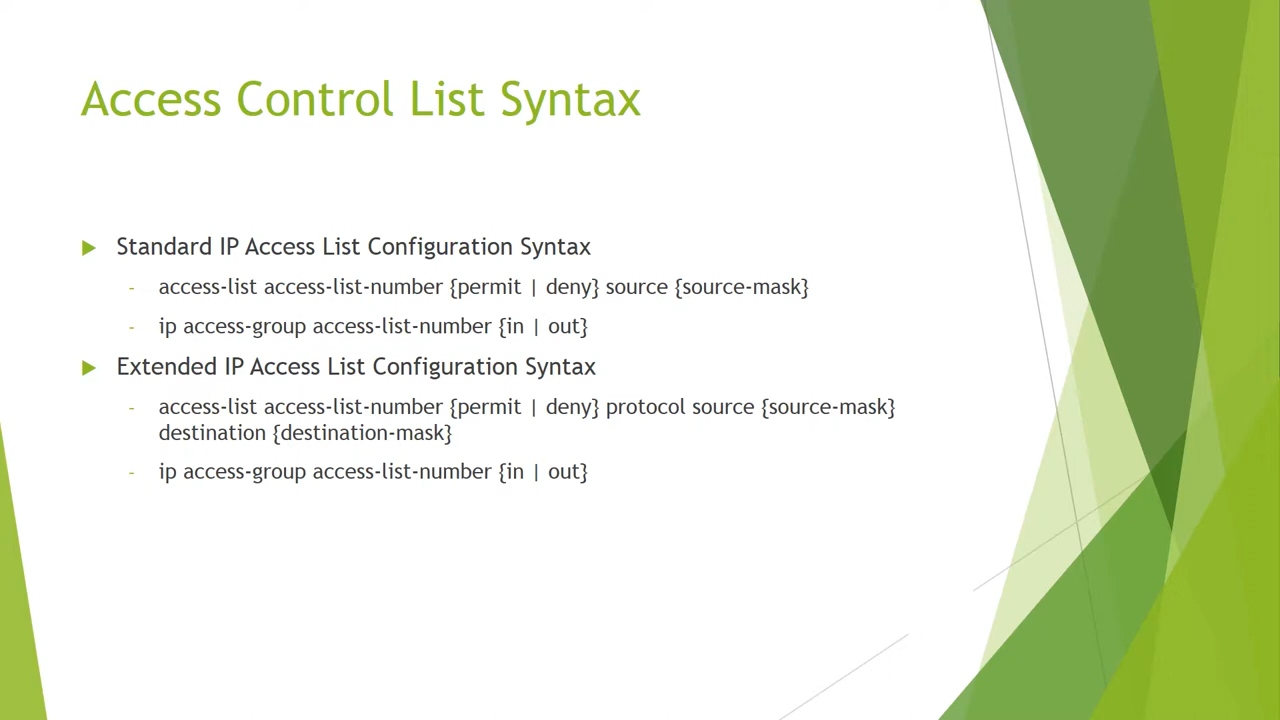 Access Control List Syntax
Standard IP Access List Configuration Syntax
- access-list access-list-number {permit | deny} source {source-mask}
- ip access-group access-list-number {in | out}
Extended IP Access List Configuration Syntax
- access-list access-list-number {permit | deny} protocol source {source-mask}
destination {destination-mask}
- ip access-group access-list-number {in | out}